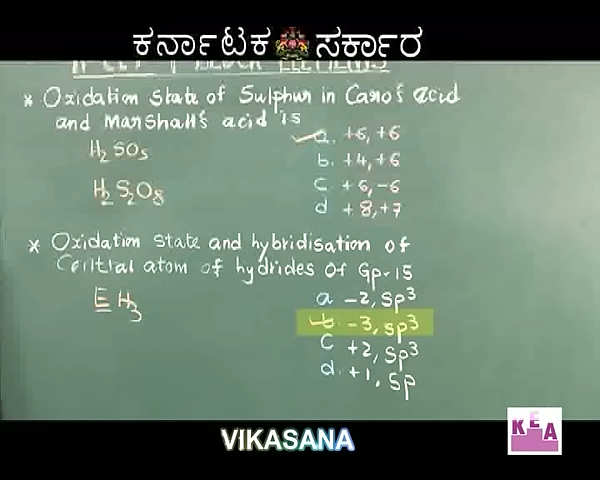 ಕರ್ನಾಟಕ ಸರ್ಕಾರ
BLOCK ELEMENTS
* Oxidation State of Sulphur in Caro's acid
and Marshall's acid is
H2SO5
a. +6, +6
b. +4, +6
H2S2O8
c +6, -6
d +8, +7
* Oxidation state and hybridisation of
Central atom of hydrides of Gp-15
EH3
a -2, Sp3
b. -3, sp3
C +2, Sp3
d. +1, Sp
KEA
VIKASANA